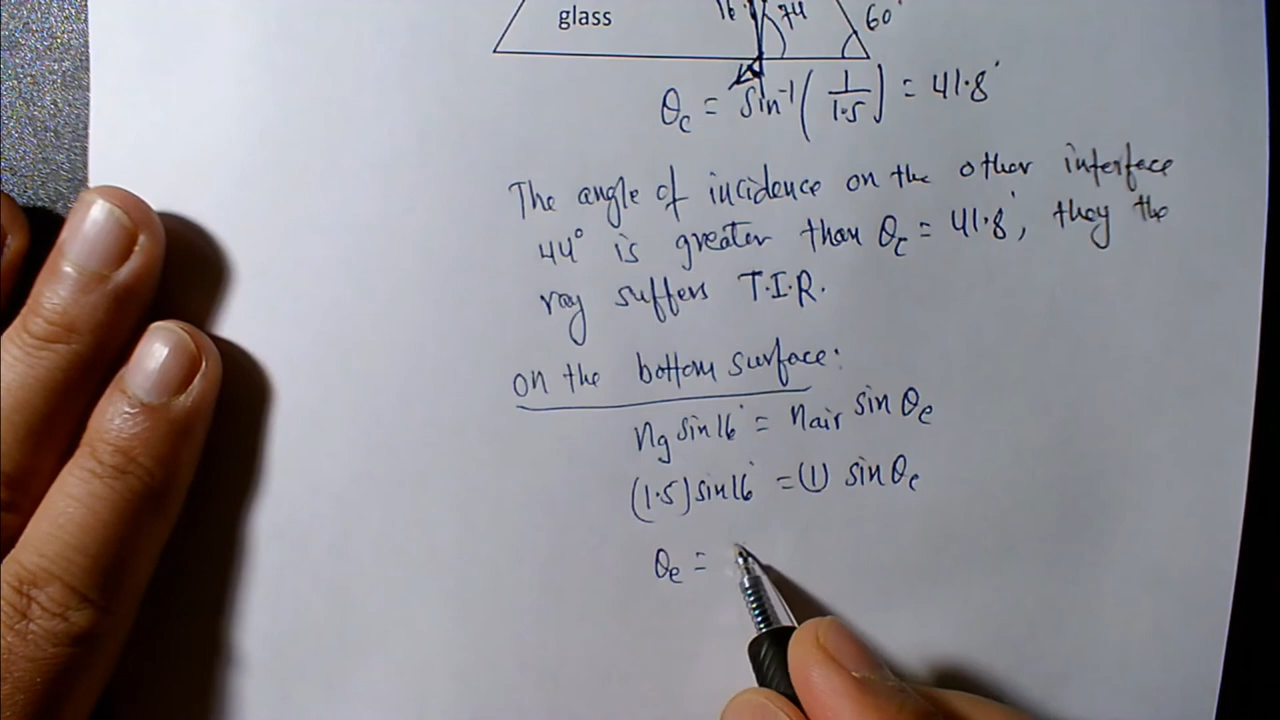 glass 16° 74 60°
θc = sin⁻¹(1/1.5) = 41.8°
The angle of incidence on the other interface
44° is greater than θc = 41.8°, they the
ray suffers T.I.R.
on the bottom surface:
ng sin16° = nair sin θe
(1.5) sin16° = (1) sin θe
θe =